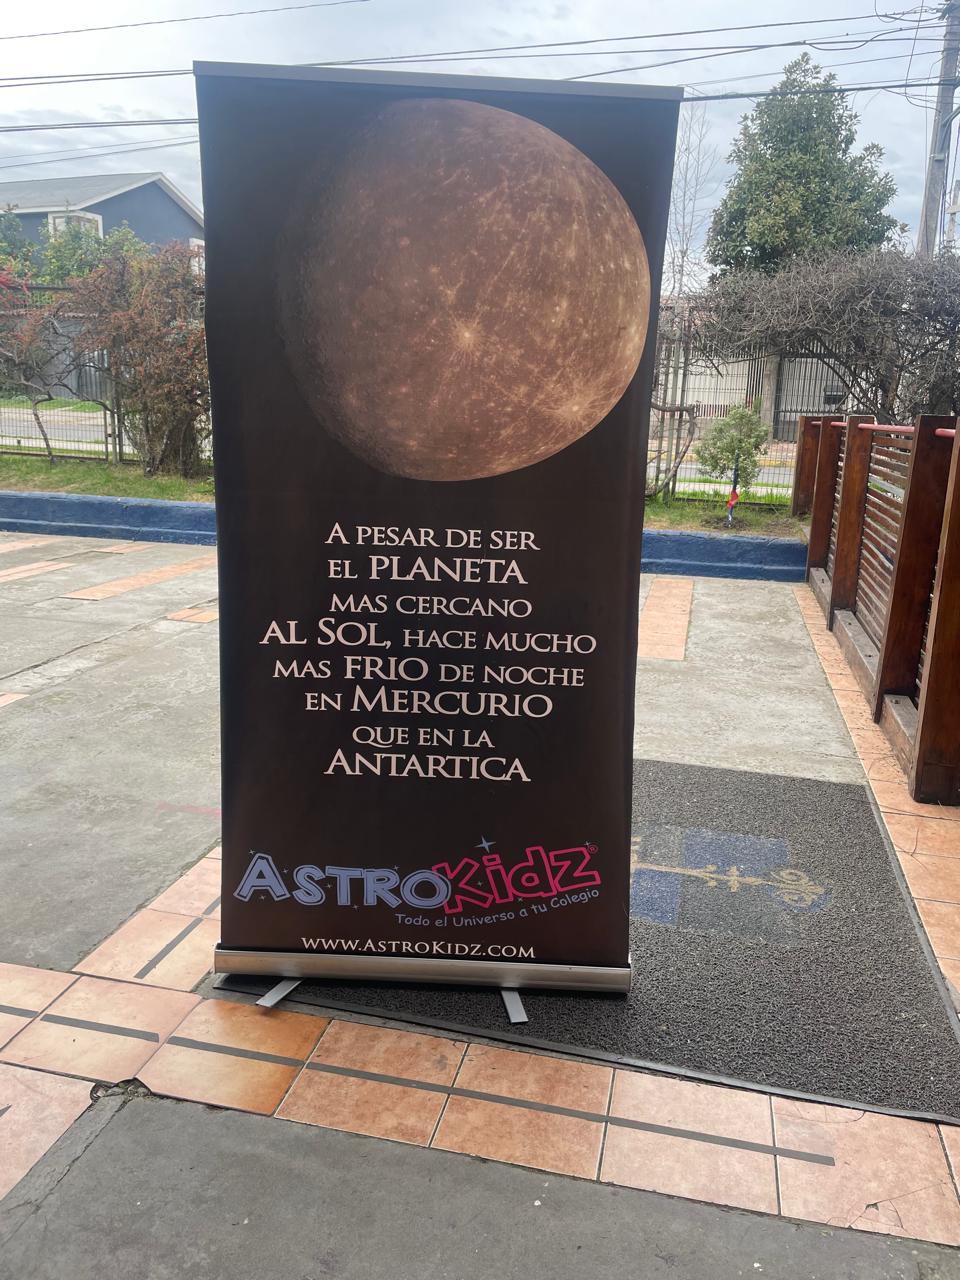 A PESAR DE SER
EL PLANETA
MAS CERCANO
AL SOL, HACE MUCHO
MAS FRIO DE NOCHE
EN MERCURIO
QUE EN LA
ANTARTICA
ASTROKidz®
Todo el Universo a tu Colegio
WWW.ASTROKIDZ.COM